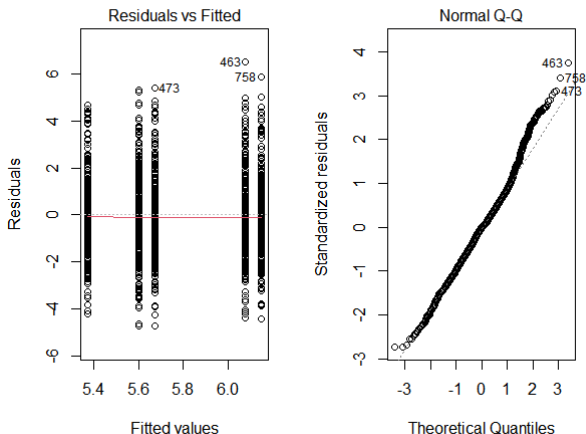 Residuals vs Fitted
Residuals
6
4
2
0
-2
-4
-6
463
758
473
5.4 5.6 5.8 6.0
Fitted values
Normal Q-Q
Standardized residuals
4
3
2
1
0
-1
-2
-3
463
758
473
-3 -1 0 1 2 3
Theoretical Quantiles